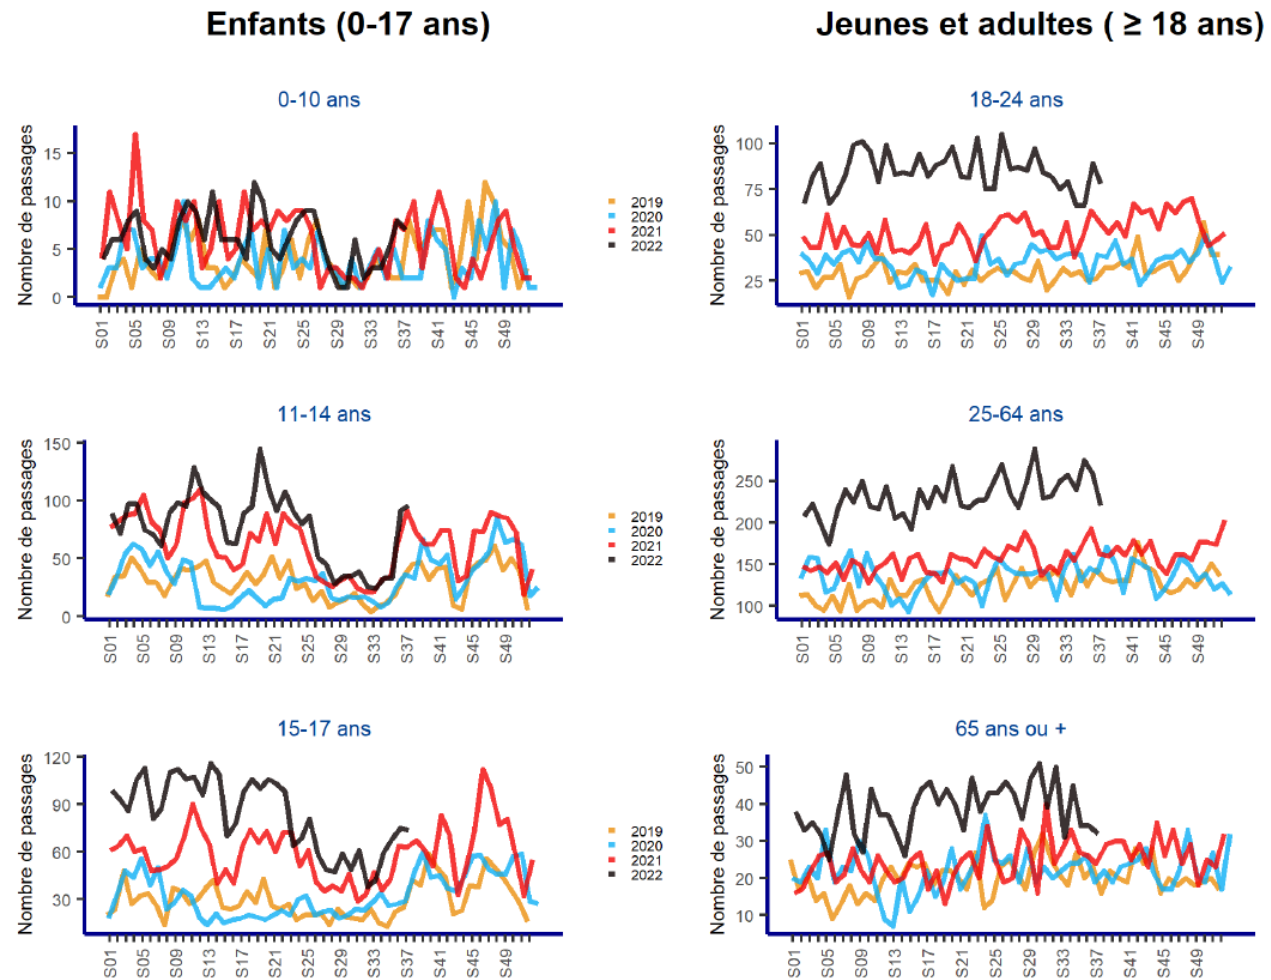 Enfants (0-17 ans)
Jeunes et adultes ( ≥ 18 ans)
0-10 ans
Nombre de passages
15
10
5
0
S01 S05 S09 S13 S17 S21 S25 S29 S33 S37 S41 S45 S49
2019
2020
2021
2022
18-24 ans
Nombre de passages
100
75
50
25
S01 S05 S09 S13 S17 S21 S25 S29 S33 S37 S41 S45 S49
11-14 ans
Nombre de passages
150
100
50
0
S01 S05 S09 S13 S17 S21 S25 S29 S33 S37 S41 S45 S49
2019
2020
2021
2022
25-64 ans
Nombre de passages
250
200
150
100
S01 S05 S09 S13 S17 S21 S25 S29 S33 S37 S41 S45 S49
15-17 ans
Nombre de passages
120
90
60
30
S01 S05 S09 S13 S17 S21 S25 S29 S33 S37 S41 S45 S49
2019
2020
2021
2022
65 ans ou +
Nombre de passages
50
40
30
20
10
S01 S05 S09 S13 S17 S21 S25 S29 S33 S37 S41 S45 S49